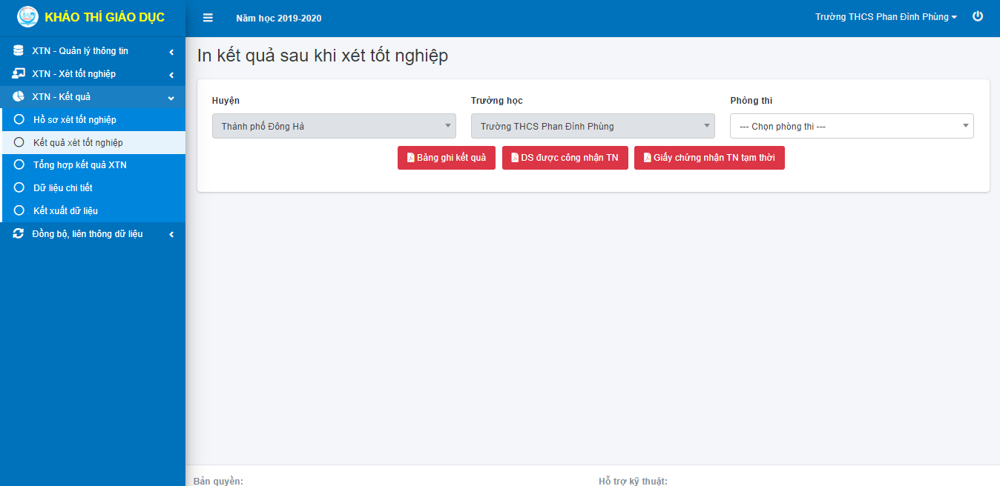 KHẢO THÍ GIÁO DỤC
Năm học 2019-2020
Trường THCS Phan Đình Phùng
XTN - Quản lý thông tin
XTN - Xét tốt nghiệp
XTN - Kết quả
Hồ sơ xét tốt nghiệp
Kết quả xét tốt nghiệp
Tổng hợp kết quả XTN
Dữ liệu chi tiết
Kết xuất dữ liệu
Đồng bộ, liên thông dữ liệu
In kết quả sau khi xét tốt nghiệp
Huyện
Trường học
Phòng thi
Thành phố Đông Hà
Trường THCS Phan Đình Phùng
--- Chọn phòng thi ---
Bảng ghi kết quả
DS được công nhận TN
Giấy chứng nhận TN tạm thời
Bản quyền:
Hỗ trợ kỹ thuật: